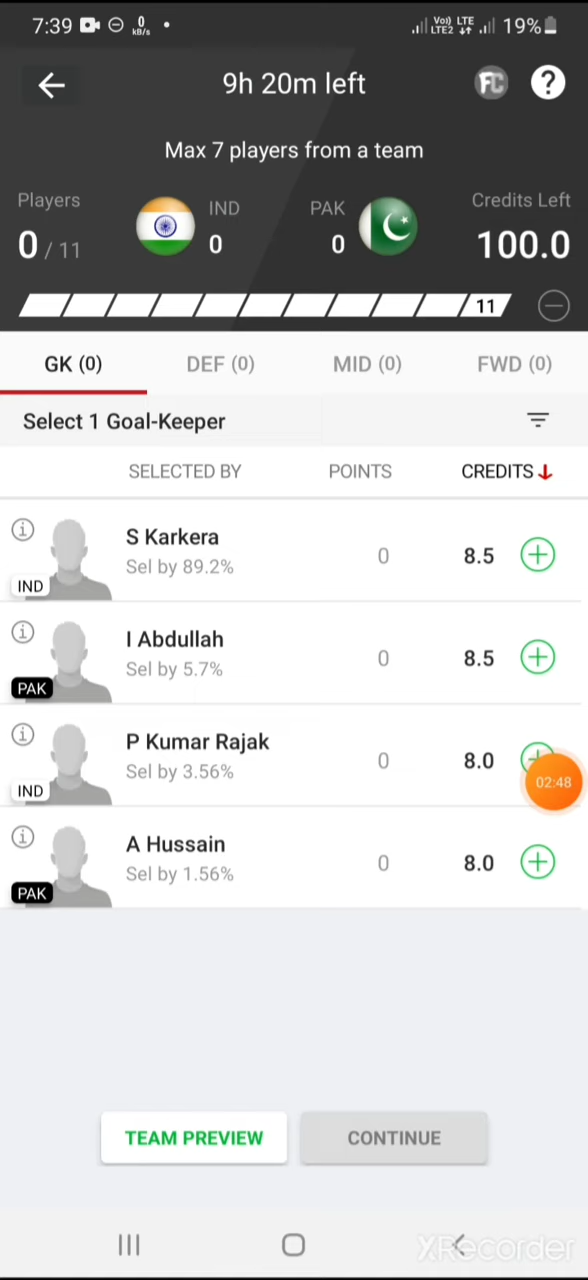 7:39 0 kB/s Vo) LTE LTE2 19%
9h 20m left FC ?
Max 7 players from a team
Players IND PAK Credits Left
0 / 11 0 0 100.0
11
GK (0) DEF (0) MID (0) FWD (0)
Select 1 Goal-Keeper
SELECTED BY POINTS CREDITS
S Karkera
Sel by 89.2% 0 8.5
IND
I Abdullah
Sel by 5.7% 0 8.5
PAK
P Kumar Rajak
Sel by 3.56% 0 8.0
IND
02:48
A Hussain
Sel by 1.56% 0 8.0
PAK
TEAM PREVIEW CONTINUE
XRecorder